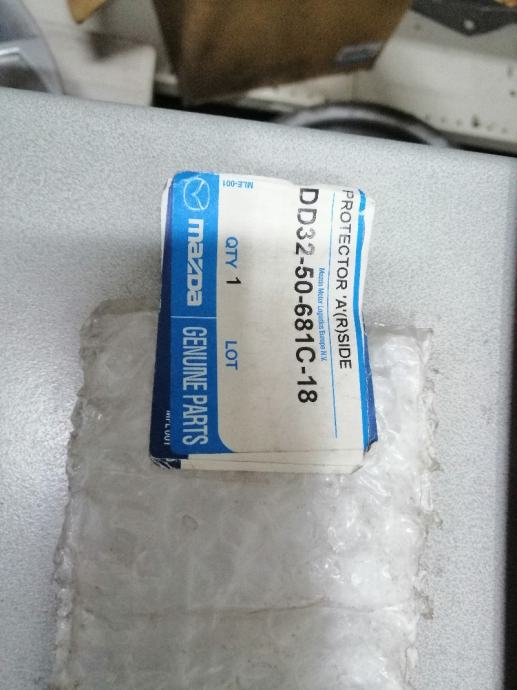 PROTECTOR 'A'(R)SIDE
Mazda Motor Logistics Europe N.V.
DD32-50-681C-18
QTY 1 LOT
MLE-001
mazda GENUINE PARTS